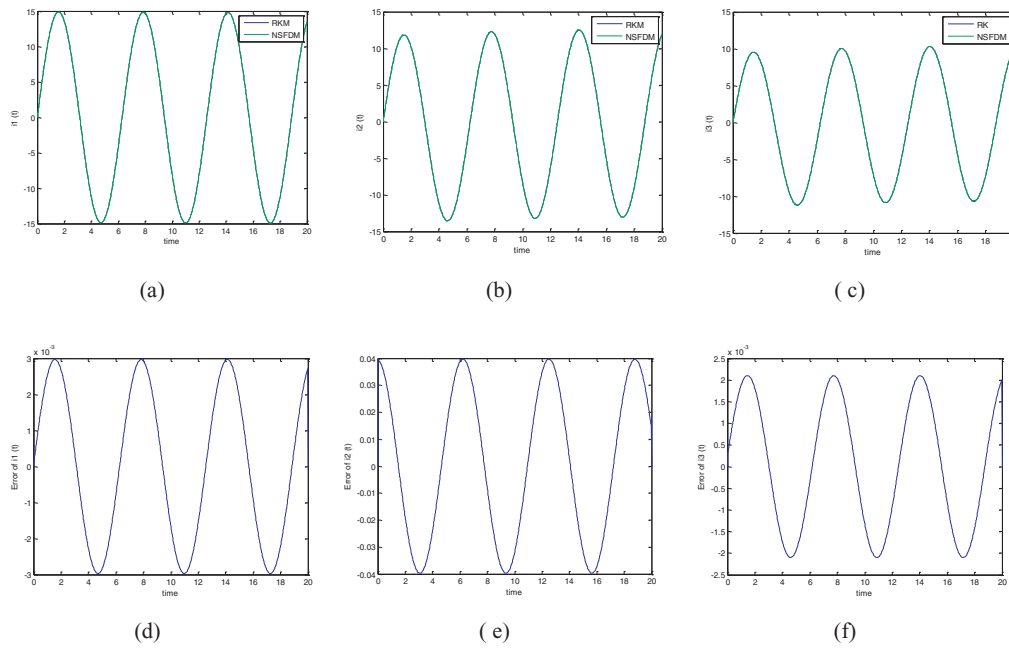 RKM
NSFDM
15
10
5
0
-5
-10
-15
i1 (t)
0 2 4 6 8 10 12 14 16 18 20
time
(a)
RKM
NSFDM
15
10
5
0
-5
-10
-15
i2 (t)
0 2 4 6 8 10 12 14 16 18 20
time
(b)
RK
NSFDM
15
10
5
0
-5
-10
-15
i3 (t)
0 2 4 6 8 10 12 14 16 18
time
( c)
x 10-3
3
2
1
0
-1
-2
-3
Error of i1 (t)
0 2 4 6 8 10 12 14 16 18 20
time
(d)
0.04
0.03
0.02
0.01
0
-0.01
-0.02
-0.03
-0.04
Error of i2 (t)
0 2 4 6 8 10 12 14 16 18 20
time
( e)
x 10-3
2.5
2
1.5
1
0.5
0
-0.5
-1
-1.5
-2
-2.5
Error of i3 (t)
0 2 4 6 8 10 12 14 16 18 20
time
(f)